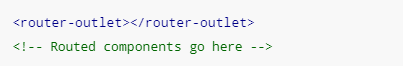 <router-outlet></router-outlet>
<!-- Routed components go here -->